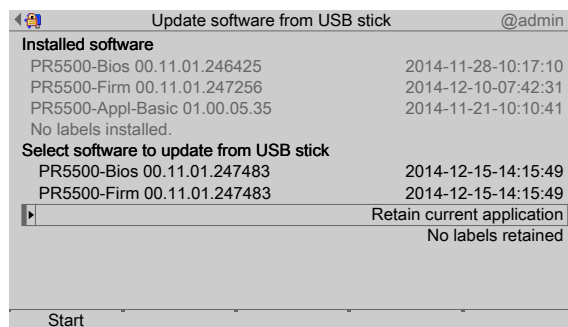 Update software from USB stick @admin
Installed software
PR5500-Bios 00.11.01.246425 2014-11-28-10:17:10
PR5500-Firm 00.11.01.247256 2014-12-10-07:42:31
PR5500-Appl-Basic 01.00.05.35 2014-11-21-10:10:41
No labels installed.
Select software to update from USB stick
PR5500-Bios 00.11.01.247483 2014-12-15-14:15:49
PR5500-Firm 00.11.01.247483 2014-12-15-14:15:49
Retain current application
No labels retained
Start